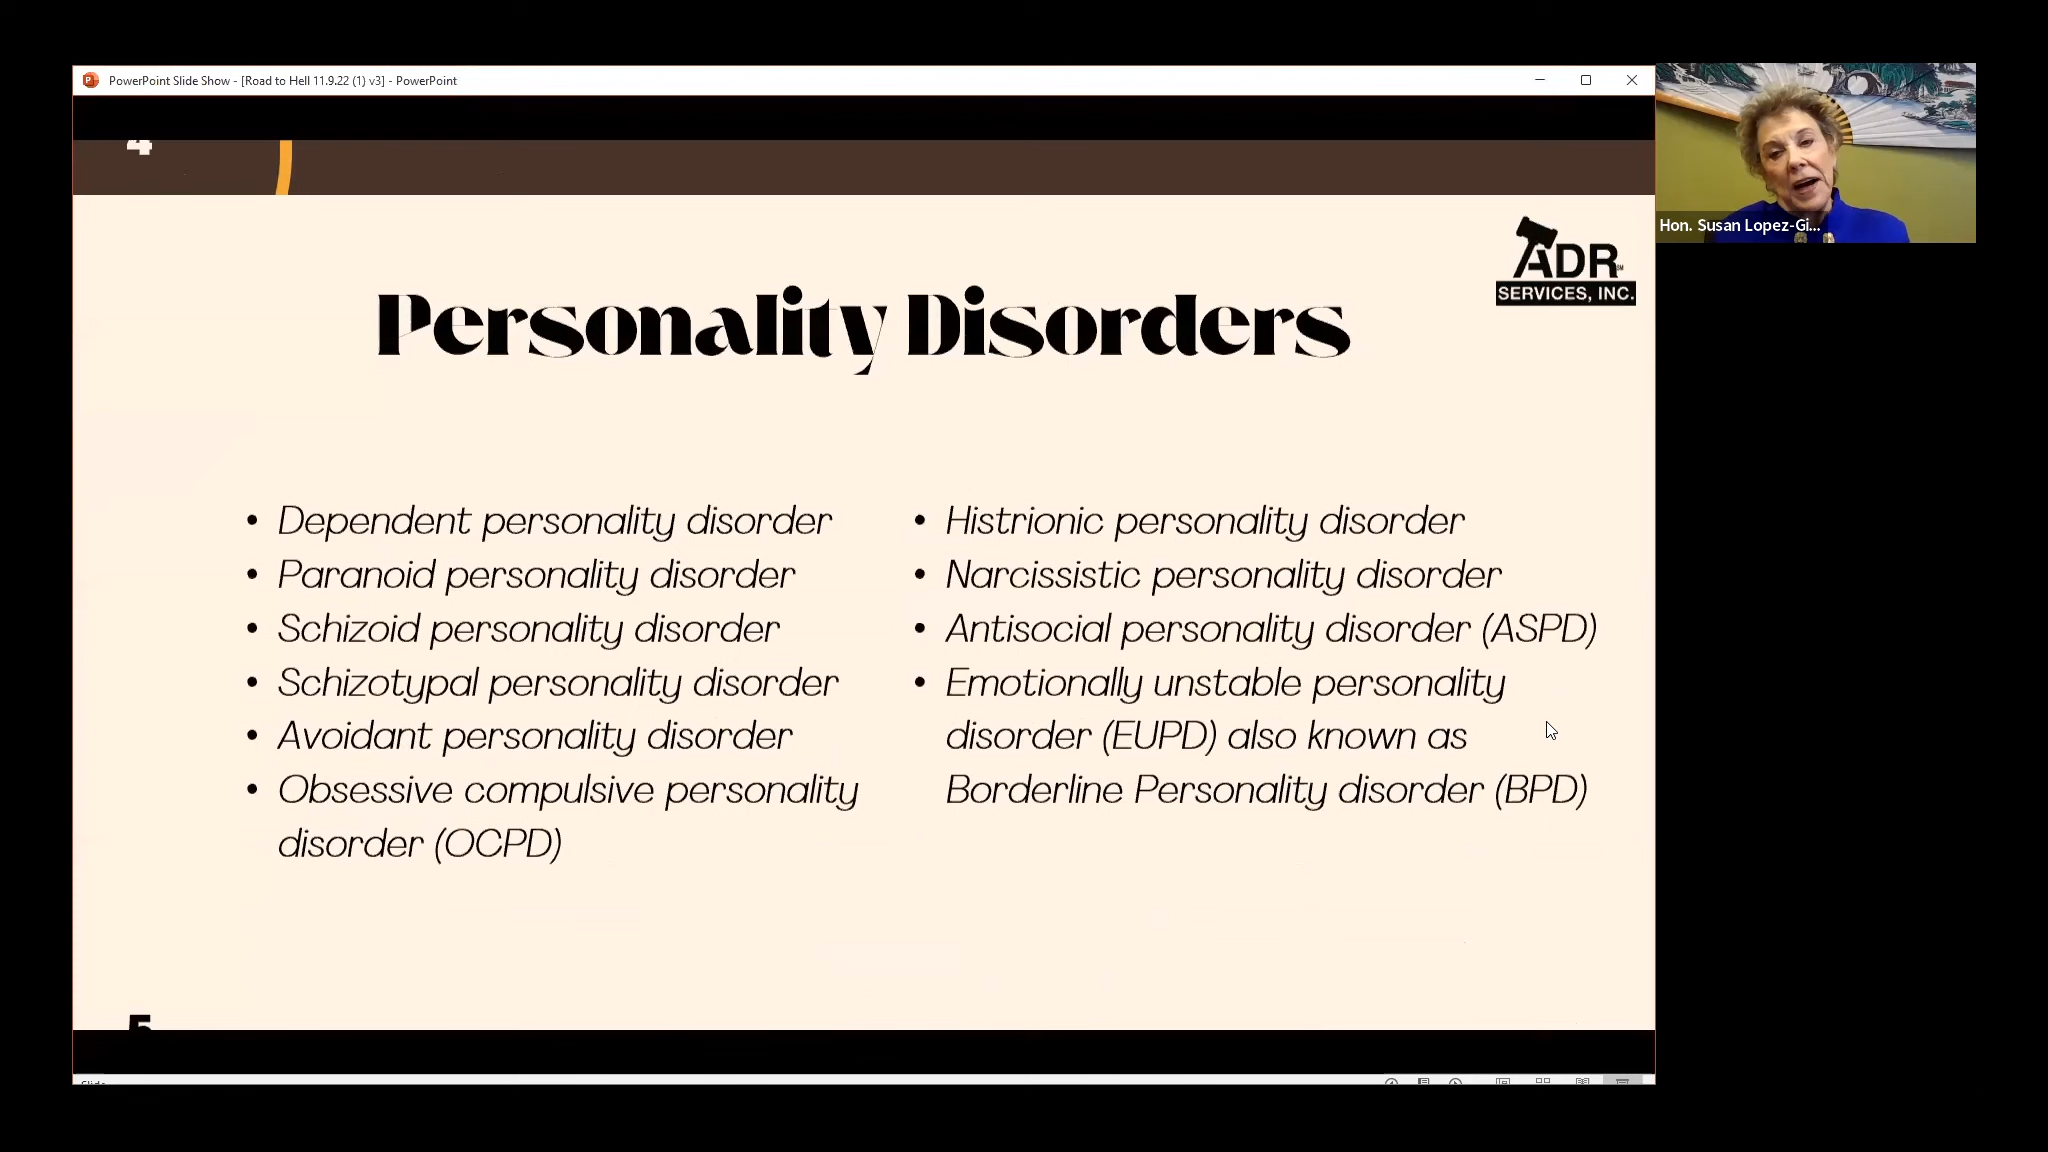 PowerPoint Slide Show - [Road to Hell 11.9.22 (1) v3] - PowerPoint
4
Hon. Susan Lopez-Gi...
ADR
SM
SERVICES, INC.
Personality Disorders
• Dependent personality disorder
• Paranoid personality disorder
• Schizoid personality disorder
• Schizotypal personality disorder
• Avoidant personality disorder
• Obsessive compulsive personality
disorder (OCPD)
• Histrionic personality disorder
• Narcissistic personality disorder
• Antisocial personality disorder (ASPD)
• Emotionally unstable personality
disorder (EUPD) also known as
Borderline Personality disorder (BPD)
5